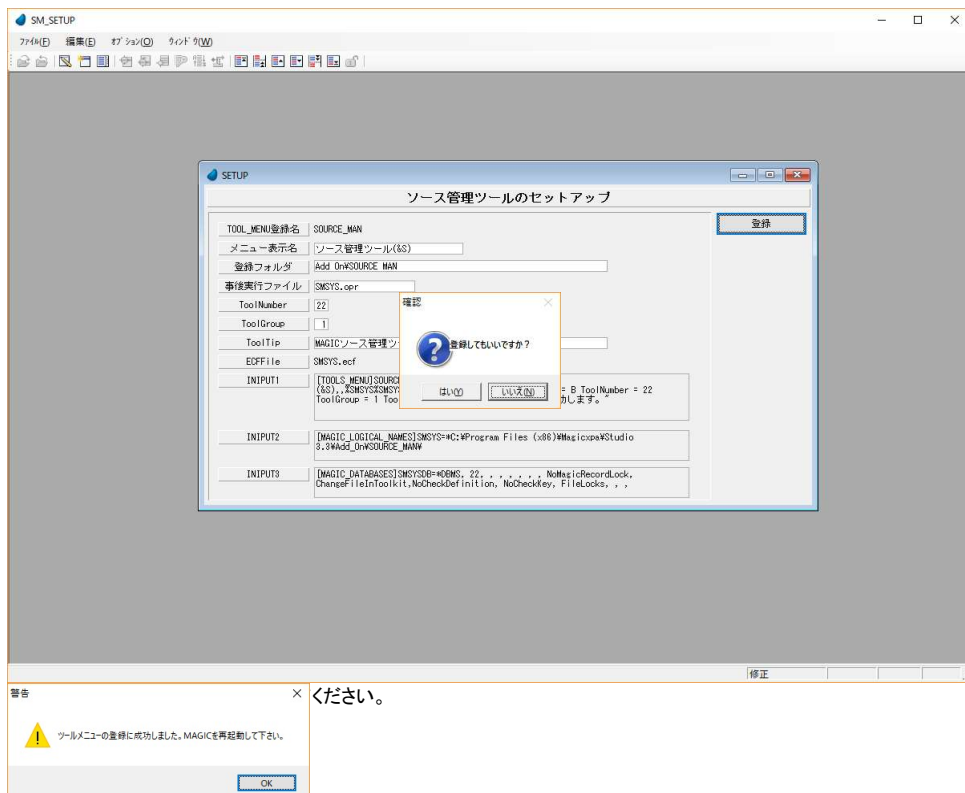 SM_SETUP
ﾌｧｲﾙ(F) 編集(E) ｵﾌﾟｼｮﾝ(O) ｳｨﾝﾄﾞｳ(W)
SETUP
ソース管理ツールのセットアップ
登録
TOOL_MENU登録名 SOURCE_MAN
メニュー表示名 ソース管理ツール(&S)
登録フォルダ Add On¥SOURCE MAN
事後実行ファイル SMSYS.opr
ToolNumber 22
ToolGroup 1
ToolTip MAGICソース管理ツ
ECFFile SMSYS.ecf
INIPUT1 [TOOLS_MENU]SOURC
(&S),,%SMSYS%SMSYS = B ToolNumber = 22
ToolGroup = 1 Too 動します。"
INIPUT2 [MAGIC_LOGICAL_NAMES]SMSYS=*C:¥Program Files (x86)¥Magicxpa¥Studio
3.3¥Add_On¥SOURCE_MAN¥
INIPUT3 [MAGIC_DATABASES]SMSYSDB=*DBMS, 22, , , , , , , NoMagicRecordLock,
ChangeFileInToolkit,NoCheckDefinition, NoCheckKey, FileLocks, , ,
確認
登録してもいいですか？
はい(Y) いいえ(N)
修正
警告
ください。
ツールメニューの登録に成功しました。MAGICを再起動して下さい。
OK